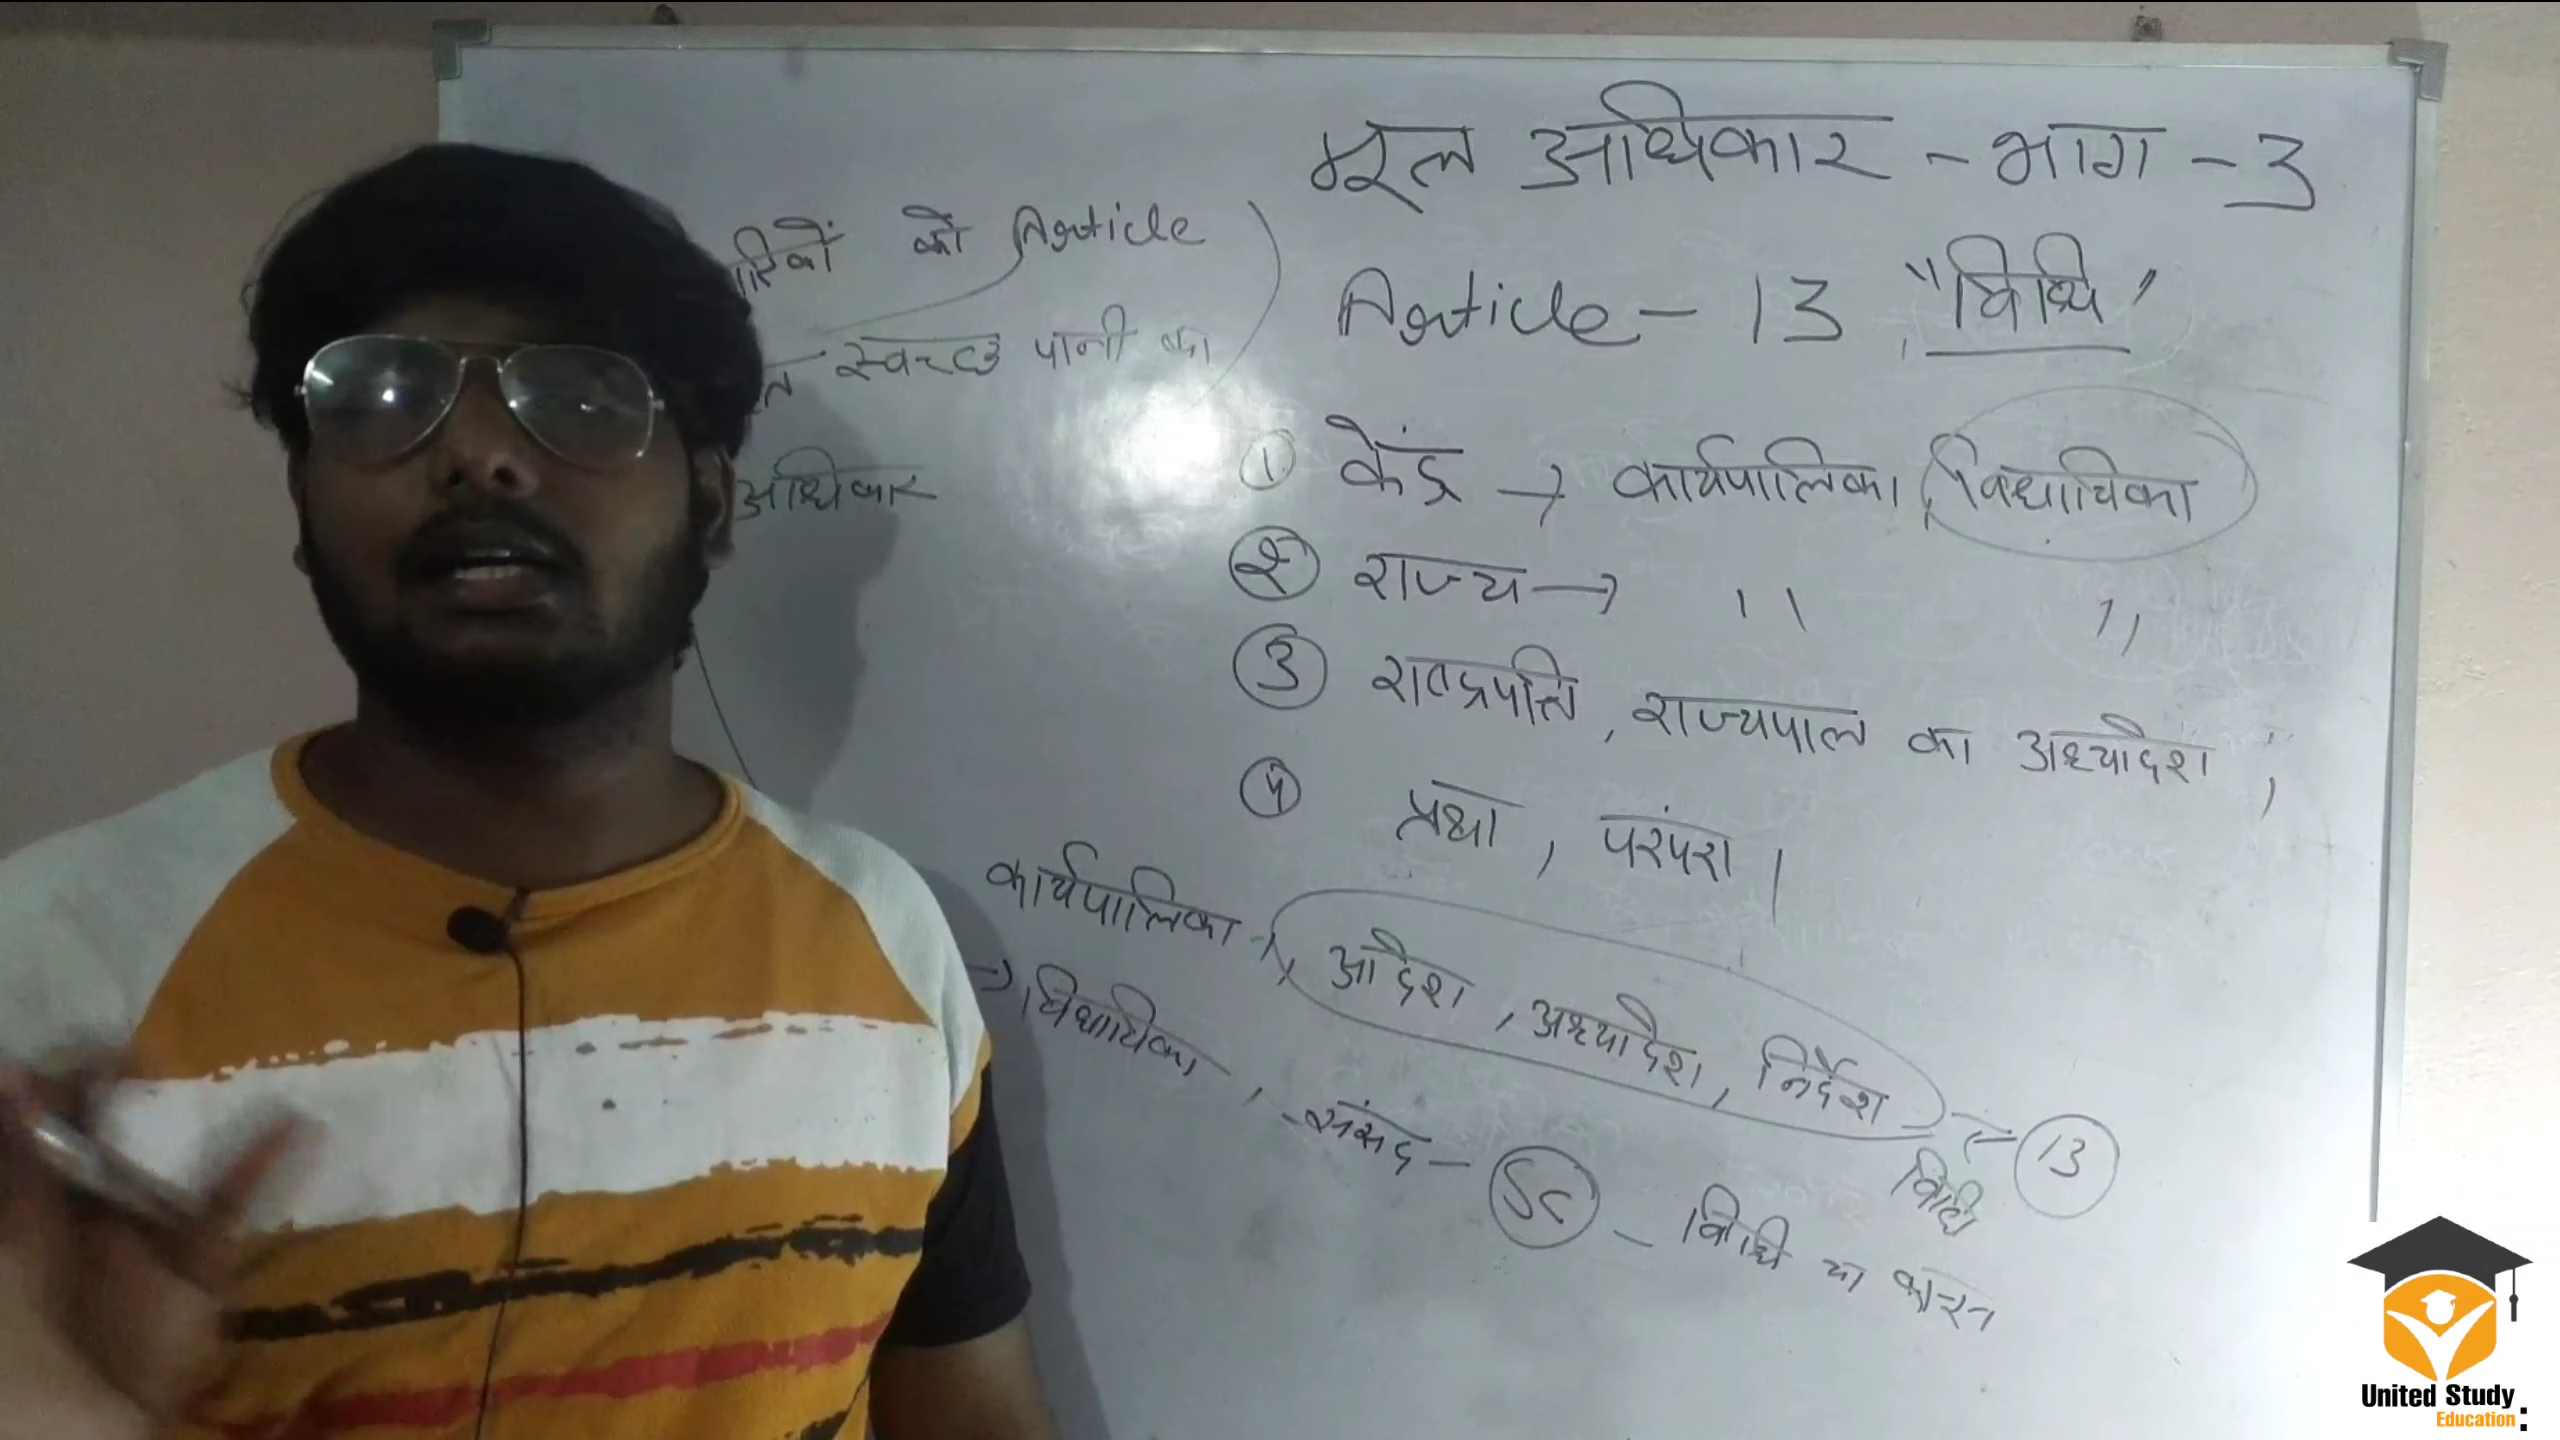 मूल अधिकार - भाग - 3
Article - 13, "विधि"
① केंद्र → कार्यपालिका, विधायिका
② राज्य → '' ''
③ राष्ट्रपति, राज्यपाल का अध्यादेश,
④ प्रथा, परंपरा।
कार्यपालिका →, आदेश, अध्यादेश, निर्देश ← 13
विधि
→ विधायिका, संसद - SC - विधि या
को Article
स्वच्छ पानी का
अधिकार
United Study
Education